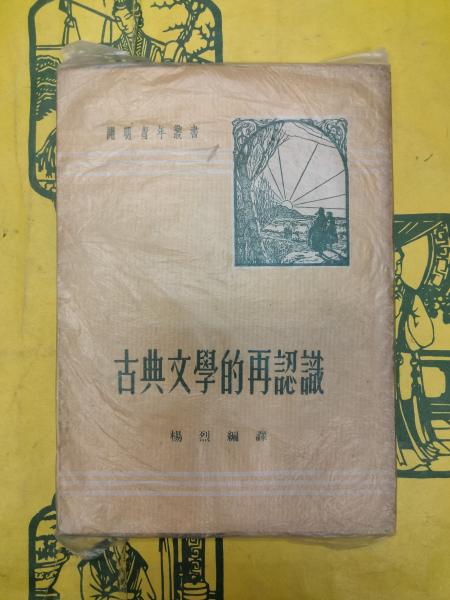 開明青年叢書
古典文學的再認識
楊烈編譯